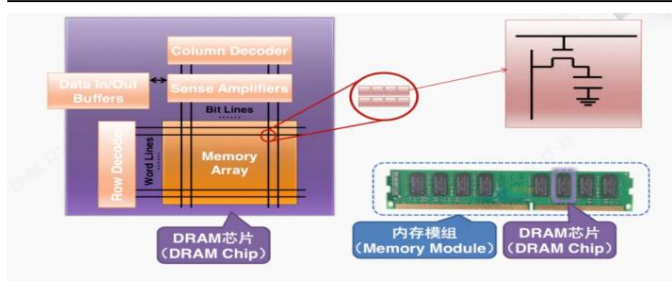 Column Decoder
Data In/Out
Buffers
Sense Amplifiers
Bit Lines
......
Row Decoder
Word Lines
......
Memory
Array
DRAM芯片
(DRAM Chip)
内存模组
(Memory Module)
DRAM芯片
(DRAM Chip)